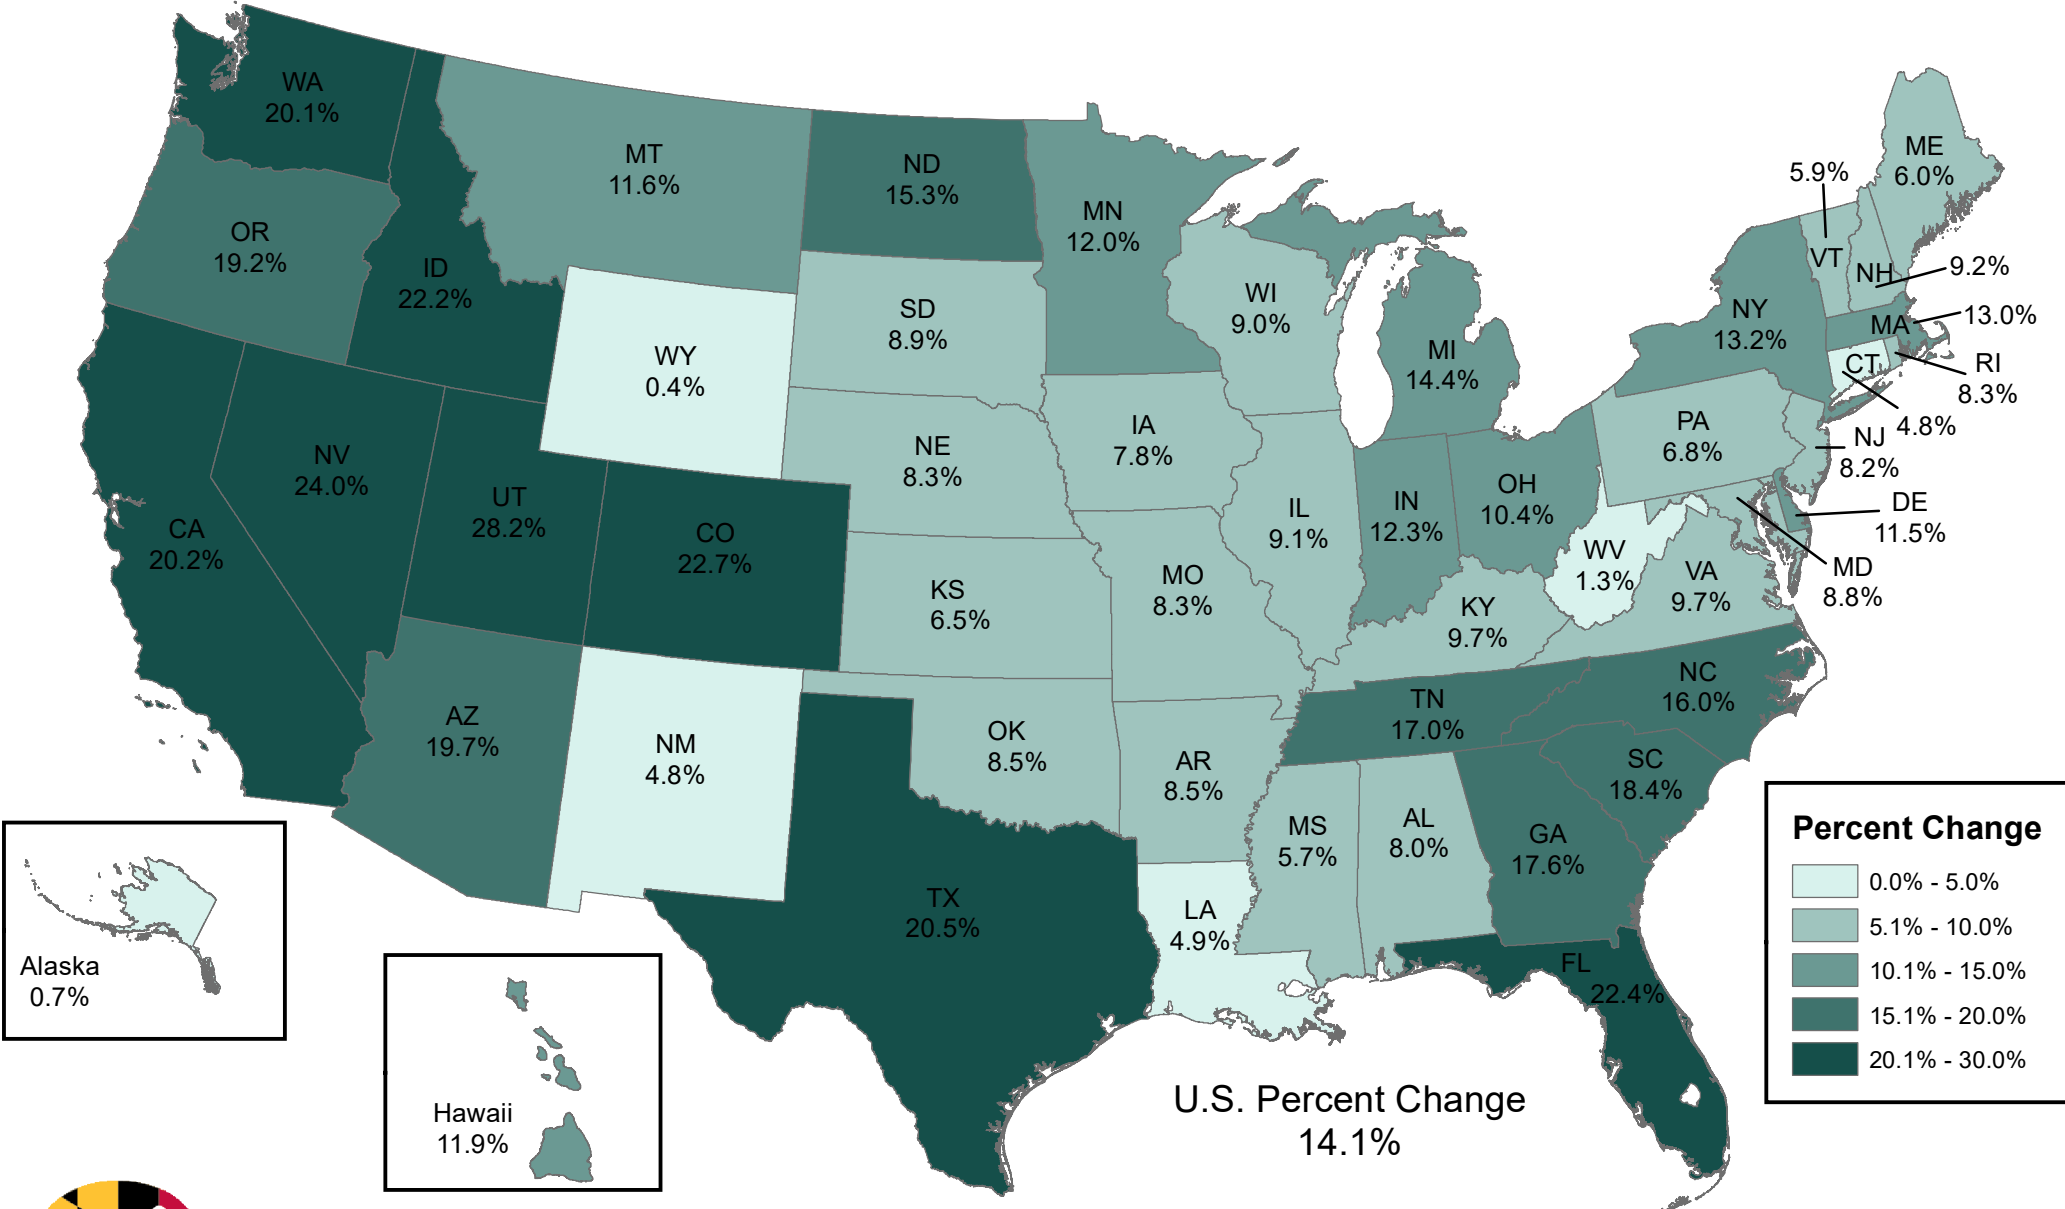 WA
20.1%
MT
11.6%
ND
15.3%
MN
12.0%
ME
6.0%
5.9%
VT
NH
9.2%
OR
19.2%
ID
22.2%
WY
0.4%
SD
8.9%
WI
9.0%
MI
14.4%
NY
13.2%
MA
13.0%
CT
4.8%
RI
8.3%
NV
24.0%
UT
28.2%
CA
20.2%
CO
22.7%
NE
8.3%
IA
7.8%
IL
9.1%
IN
12.3%
OH
10.4%
PA
6.8%
NJ
8.2%
DE
11.5%
MD
8.8%
WV
1.3%
VA
9.7%
KS
6.5%
MO
8.3%
KY
9.7%
AZ
19.7%
NM
4.8%
OK
8.5%
AR
8.5%
TN
17.0%
NC
16.0%
SC
18.4%
MS
5.7%
AL
8.0%
GA
17.6%
TX
20.5%
LA
4.9%
FL
22.4%
Alaska
0.7%
Hawaii
11.9%
U.S. Percent Change
14.1%
Percent Change
0.0% - 5.0%
5.1% - 10.0%
10.1% - 15.0%
15.1% - 20.0%
20.1% - 30.0%